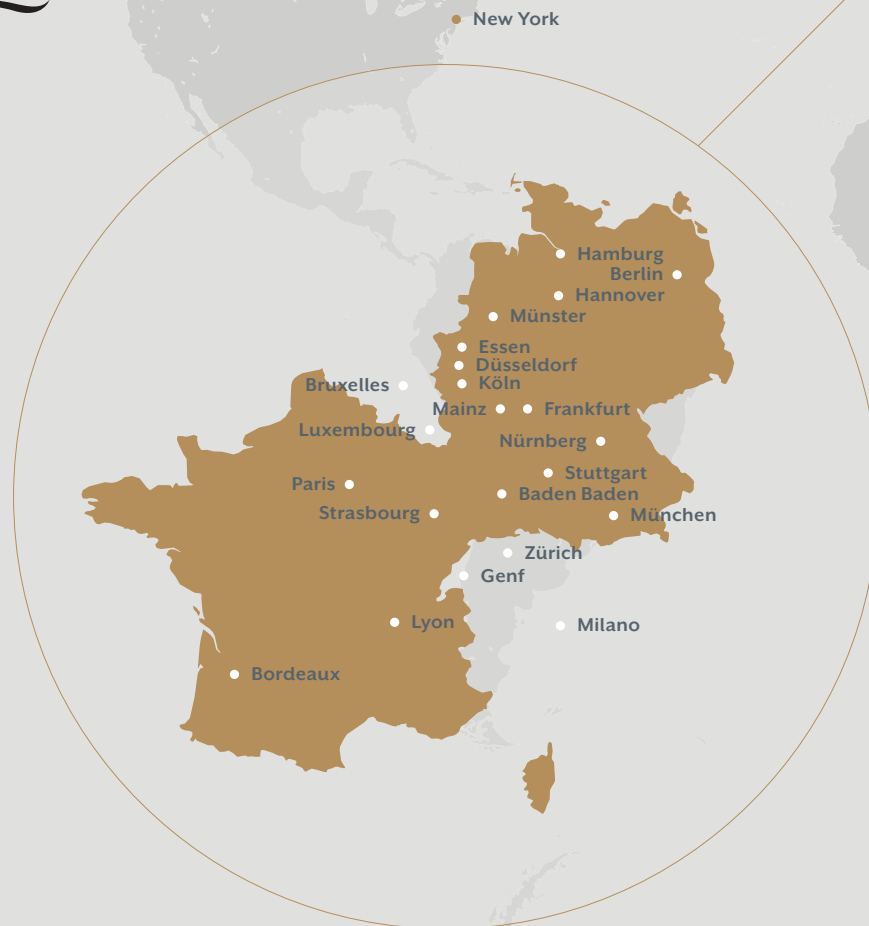 New York
Hamburg
Berlin
Hannover
Münster
Essen
Düsseldorf
Köln
Bruxelles
Mainz
Frankfurt
Luxembourg
Nürnberg
Stuttgart
Paris
Baden Baden
Strasbourg
München
Zürich
Genf
Lyon
Milano
Bordeaux